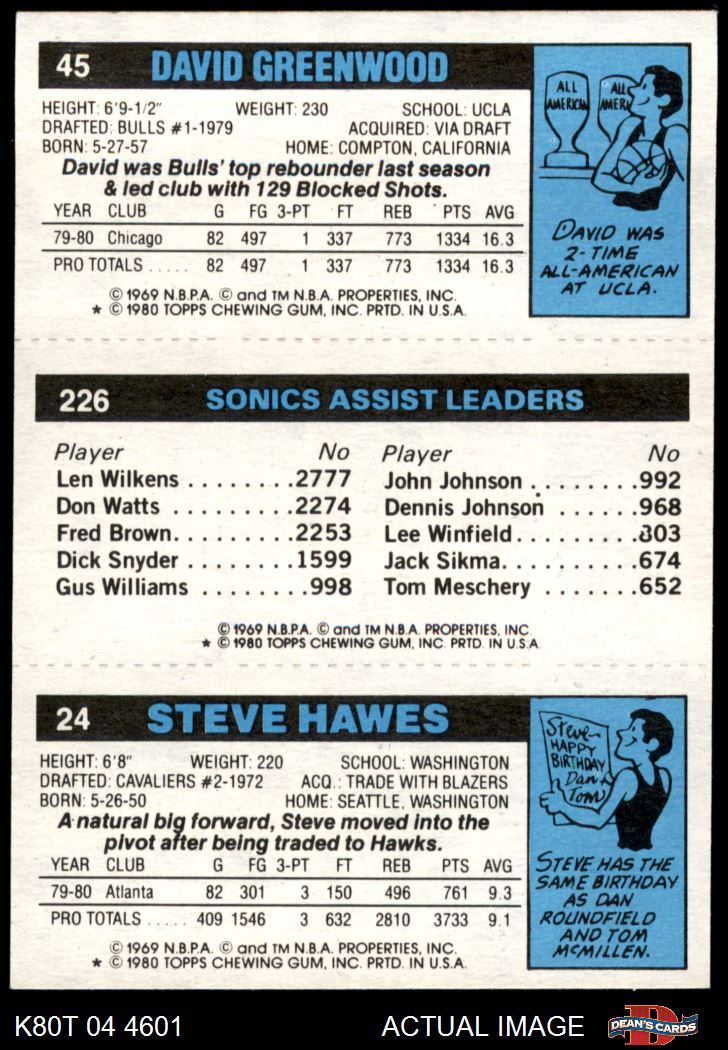 45 DAVID GREENWOOD
HEIGHT: 6'9-1/2" WEIGHT: 230 SCHOOL: UCLA
DRAFTED: BULLS #1-1979 ACQUIRED: VIA DRAFT
BORN: 5-27-57 HOME: COMPTON, CALIFORNIA
David was Bulls' top rebounder last season
& led club with 129 Blocked Shots.
YEAR CLUB G FG 3-PT FT REB PTS AVG
79-80 Chicago 82 497 1 337 773 1334 16.3
PRO TOTALS ..... 82 497 1 337 773 1334 16.3
© 1969 N.B.P.A. © and TM N.B.A. PROPERTIES, INC.
* © 1980 TOPPS CHEWING GUM, INC. PRTD. IN U.S.A.
ALL ALL
AMERICAN AMERI
DAVID WAS
2-TIME
ALL-AMERICAN
AT UCLA.
226 SONICS ASSIST LEADERS
Player No Player No
Len Wilkens ........2777 John Johnson ........992
Don Watts ........2274 Dennis Johnson ......968
Fred Brown.........2253 Lee Winfield.........803
Dick Snyder ........1599 Jack Sikma..........674
Gus Williams ........998 Tom Meschery .......652
© 1969 N.B.P.A. © and TM N.B.A. PROPERTIES, INC
* © 1980 TOPPS CHEWING GUM, INC. PRTD. IN U.S.A
24 STEVE HAWES
HEIGHT: 6'8" WEIGHT: 220 SCHOOL: WASHINGTON
DRAFTED: CAVALIERS #2-1972 ACQ.: TRADE WITH BLAZERS
BORN: 5-26-50 HOME: SEATTLE, WASHINGTON
A natural big forward, Steve moved into the
pivot after being traded to Hawks.
YEAR CLUB G FG 3-PT FT REB PTS AVG
79-80 Atlanta 82 301 3 150 496 761 9.3
PRO TOTALS ..... 409 1546 3 632 2810 3733 9.1
© 1969 N.B.P.A. © and TM N.B.A. PROPERTIES, INC.
* © 1980 TOPPS CHEWING GUM, INC. PRTD. IN U.S.A.
Steve-
HAPPY
BIRTHDAY
Dan &
Tom
STEVE HAS THE
SAME BIRTHDAY
AS DAN
ROUNDFIELD
AND TOM
McMILLEN.
K80T 04 4601 ACTUAL IMAGE D DEAN'S CARDS